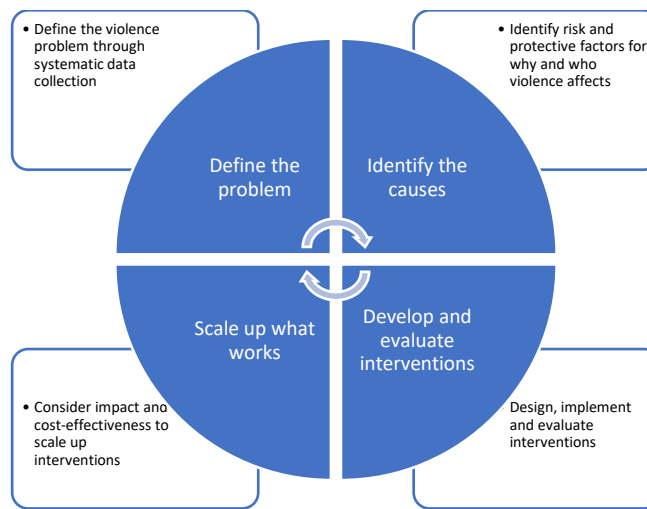 • Define the violence
problem through
systematic data
collection
• Identify risk and
protective factors for
why and who
violence affects
Define the
problem
Identify the
causes
Scale up what
works
Develop and
evaluate
interventions
• Consider impact and
cost-effectiveness to
scale up
interventions
Design, implement
and evaluate
interventions